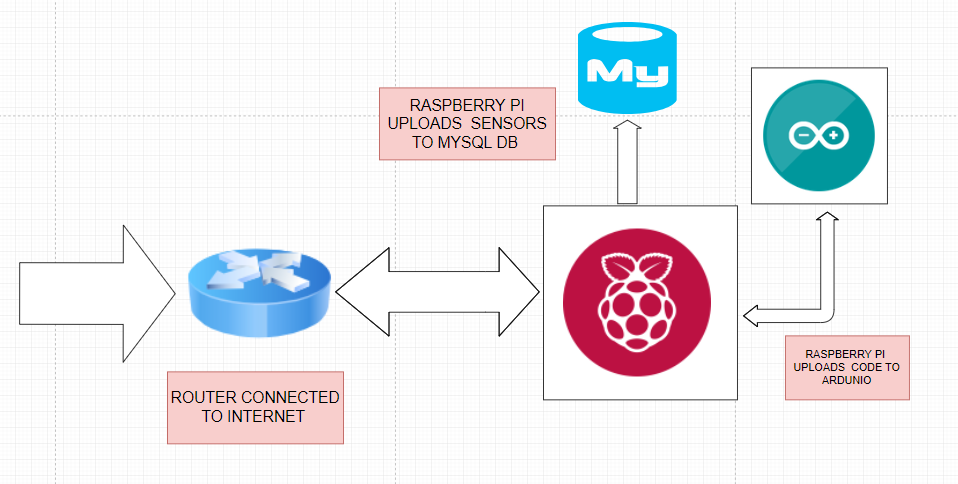 My
RASPBERRY PI
UPLOADS SENSORS
TO MYSQL DB
ROUTER CONNECTED
TO INTERNET
RASPBERRY PI
UPLOADS CODE TO
ARDUNIO